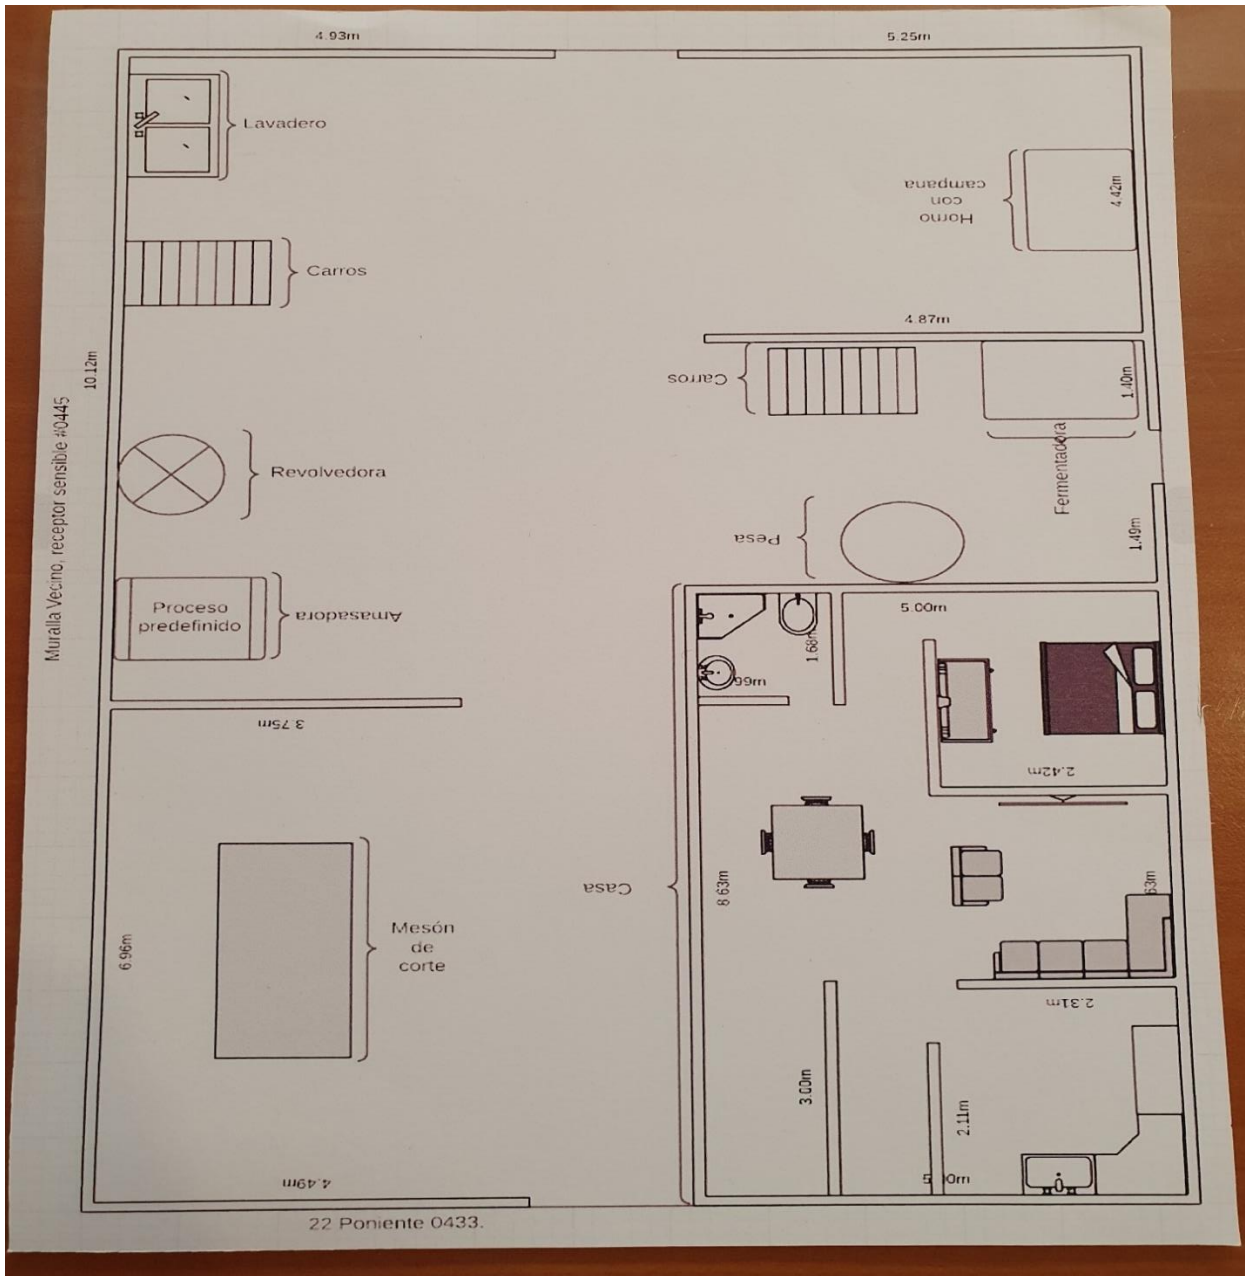 4.93m
5.25m
Lavadero
Horno
con
campana
4.42m
Carros
4.87m
10.12m
Muralla Vecino, receptor sensible #0445
Carros
1.40m
Fermentadora
Revolvedora
Pesa
1.49m
Proceso
predefinido
Amasadora
5.00m
1.68m
3.75m
2.42m
Casa
8.63m
63m
Mesón
de
corte
6.96m
2.31m
3.00m
2.11m
4.49m
22 Poniente 0433.